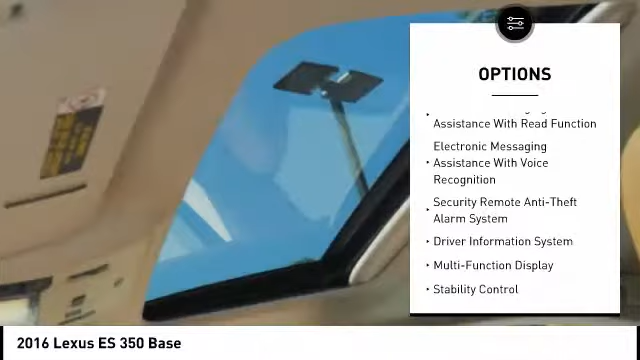 OPTIONS
Assistance With Read Function
Electronic Messaging
Assistance With Voice
Recognition
Security Remote Anti-Theft
Alarm System
Driver Information System
Multi-Function Display
Stability Control
2016 Lexus ES 350 Base